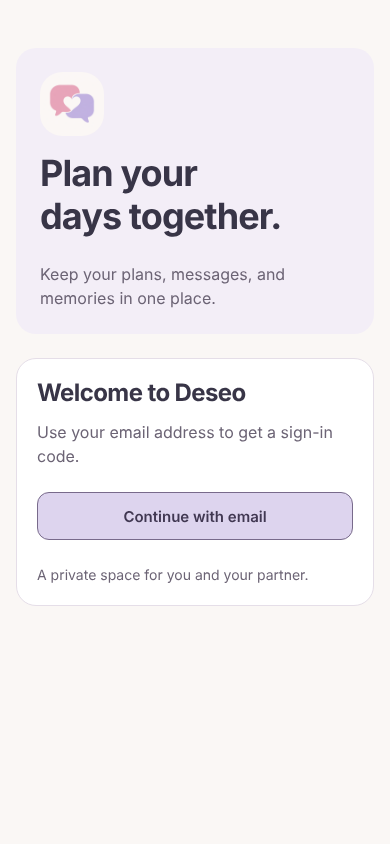 Plan your
days together.
Keep your plans, messages, and
memories in one place.
Welcome to Deseo
Use your email address to get a sign-in
code.
Continue with email
A private space for you and your partner.